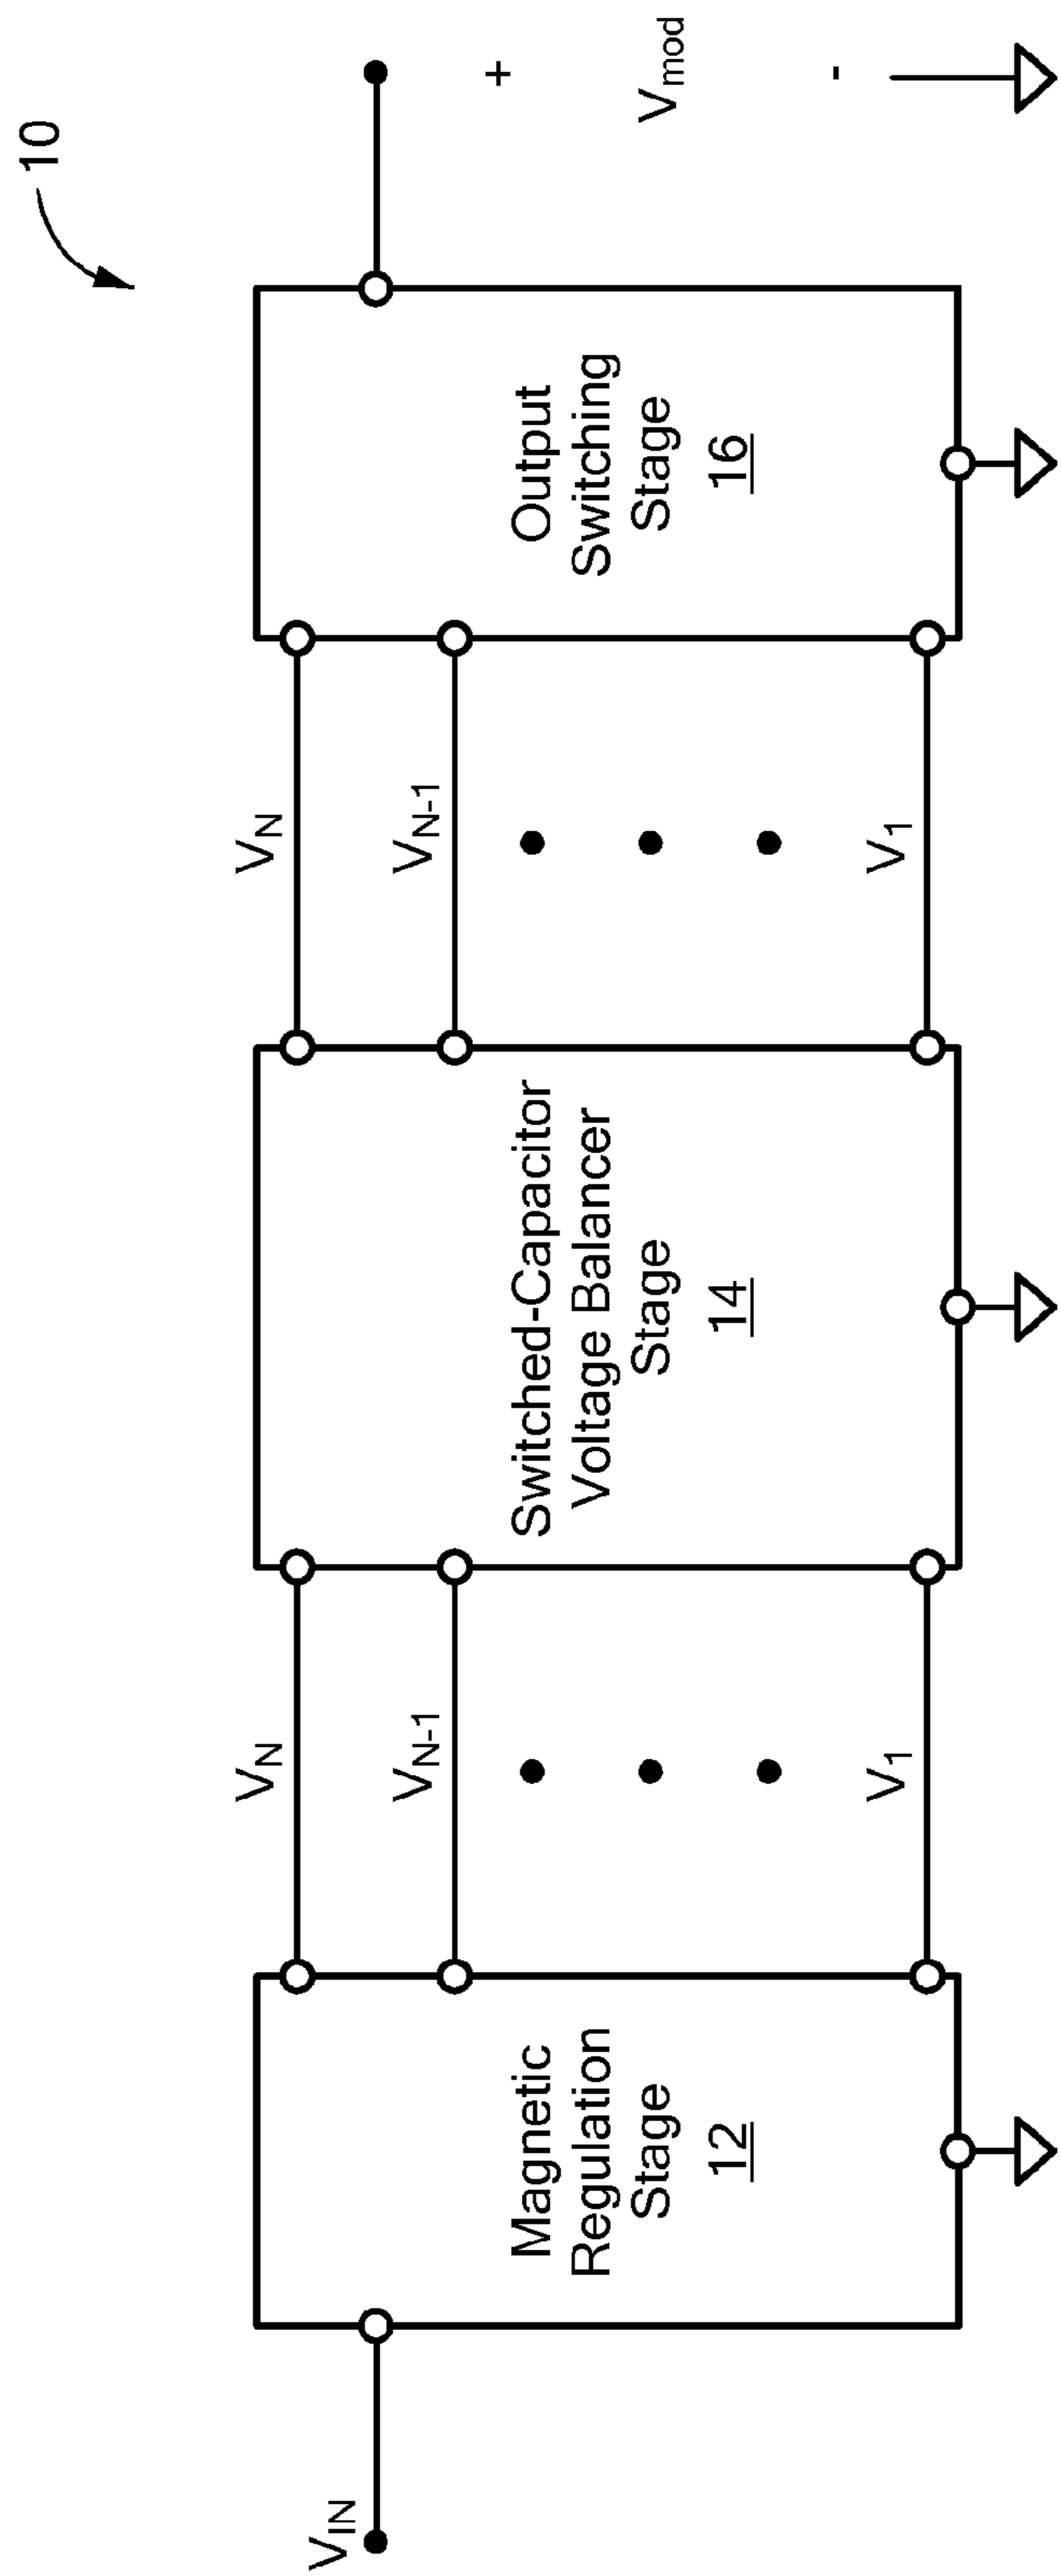 10
V_IN
Magnetic
Regulation
Stage
12
V_N
V_N-1
V_1
Switched-Capacitor
Voltage Balancer
Stage
14
V_N
V_N-1
V_1
Output
Switching
Stage
16
+
V_mod
-